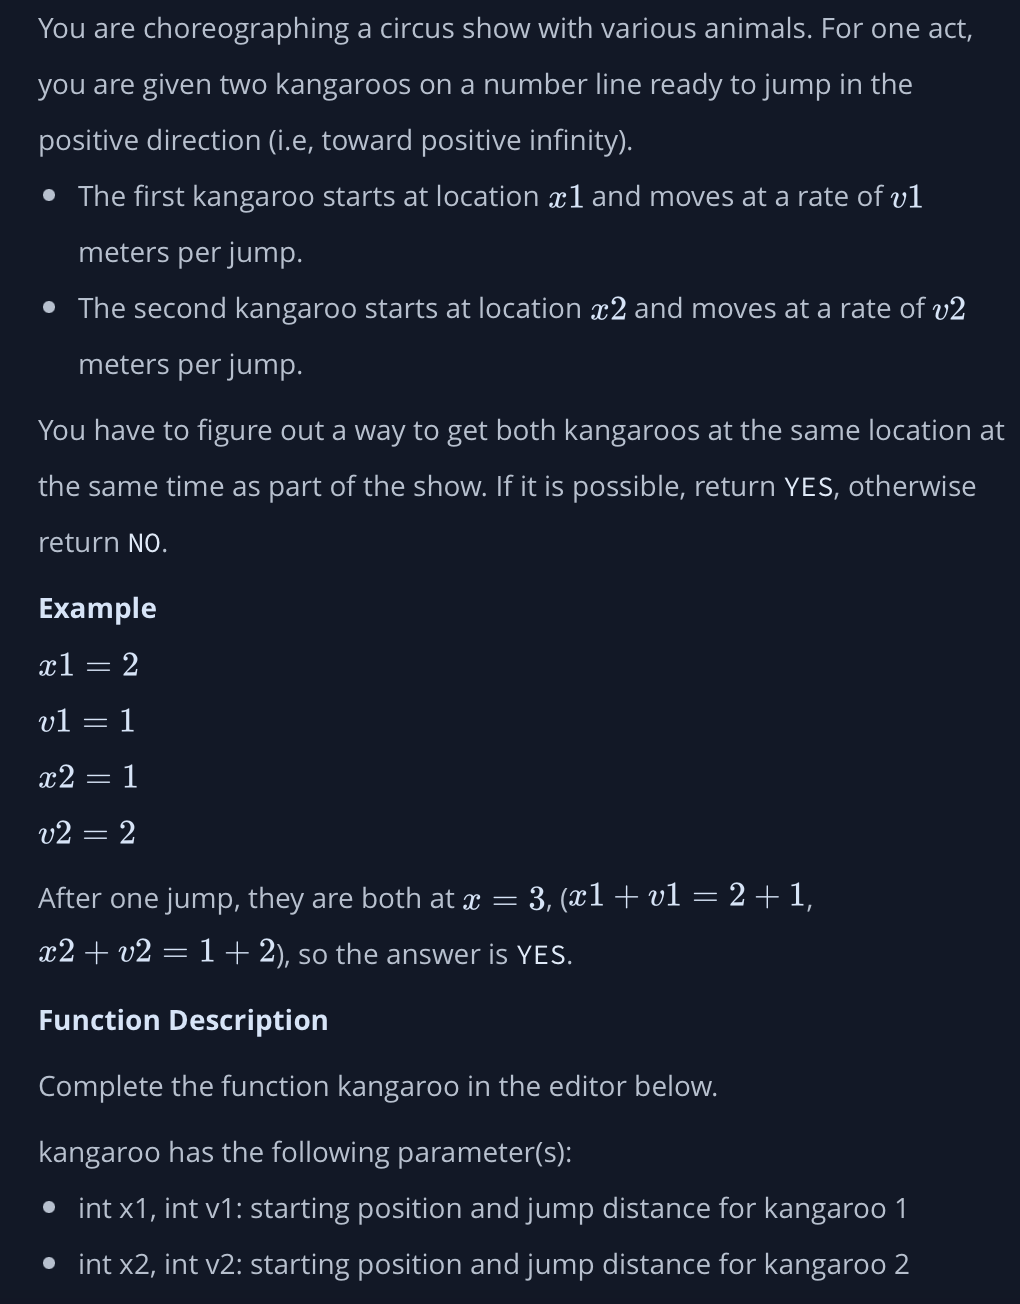 You are choreographing a circus show with various animals. For one act,
you are given two kangaroos on a number line ready to jump in the
positive direction (i.e, toward positive infinity).
• The first kangaroo starts at location x1 and moves at a rate of v1
meters per jump.
• The second kangaroo starts at location x2 and moves at a rate of v2
meters per jump.
You have to figure out a way to get both kangaroos at the same location at
the same time as part of the show. If it is possible, return YES, otherwise
return NO.
Example
x1 = 2
v1 = 1
x2 = 1
v2 = 2
After one jump, they are both at x = 3, (x1 + v1 = 2 + 1,
x2 + v2 = 1 + 2), so the answer is YES.
Function Description
Complete the function kangaroo in the editor below.
kangaroo has the following parameter(s):
• int x1, int v1: starting position and jump distance for kangaroo 1
• int x2, int v2: starting position and jump distance for kangaroo 2